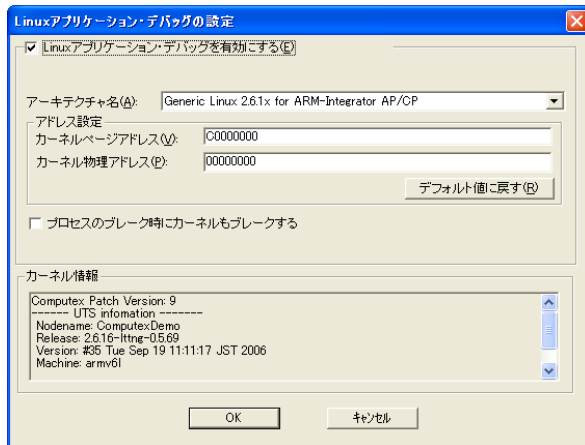 Linuxアプリケーション・デバッグの設定
Linuxアプリケーション・デバッグを有効にする(E)
アーキテクチャ名(A): Generic Linux 2.6.1x for ARM-Integrator AP/CP
アドレス設定
カーネルページアドレス(V): C0000000
カーネル物理アドレス(P): 00000000
デフォルト値に戻す(R)
プロセスのブレーク時にカーネルもブレークする
カーネル情報
Computex Patch Version: 9
------ UTS infomation -------
Nodename: ComputexDemo
Release: 2.6.16-lttng-0.5.69
Version: #35 Tue Sep 19 11:11:17 JST 2006
Machine: armv6l
OK キャンセル